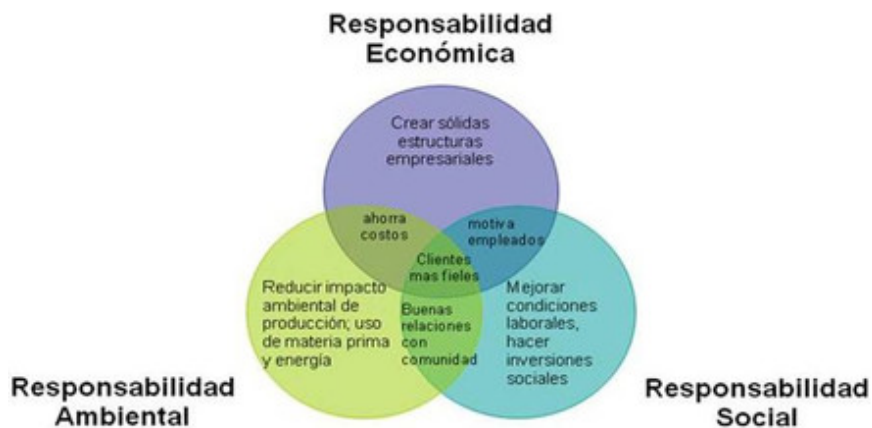 Responsabilidad
Económica
Crear sólidas
estructuras
empresariales
ahorra
costos
motiva
empleados
Clientes
mas fieles
Reducir impacto
ambiental de
producción; uso
de materia prima
y energía
Buenas
relaciones
con
comunidad
Mejorar
condiciones
laborales,
hacer
inversiones
sociales
Responsabilidad
Ambiental
Responsabilidad
Social